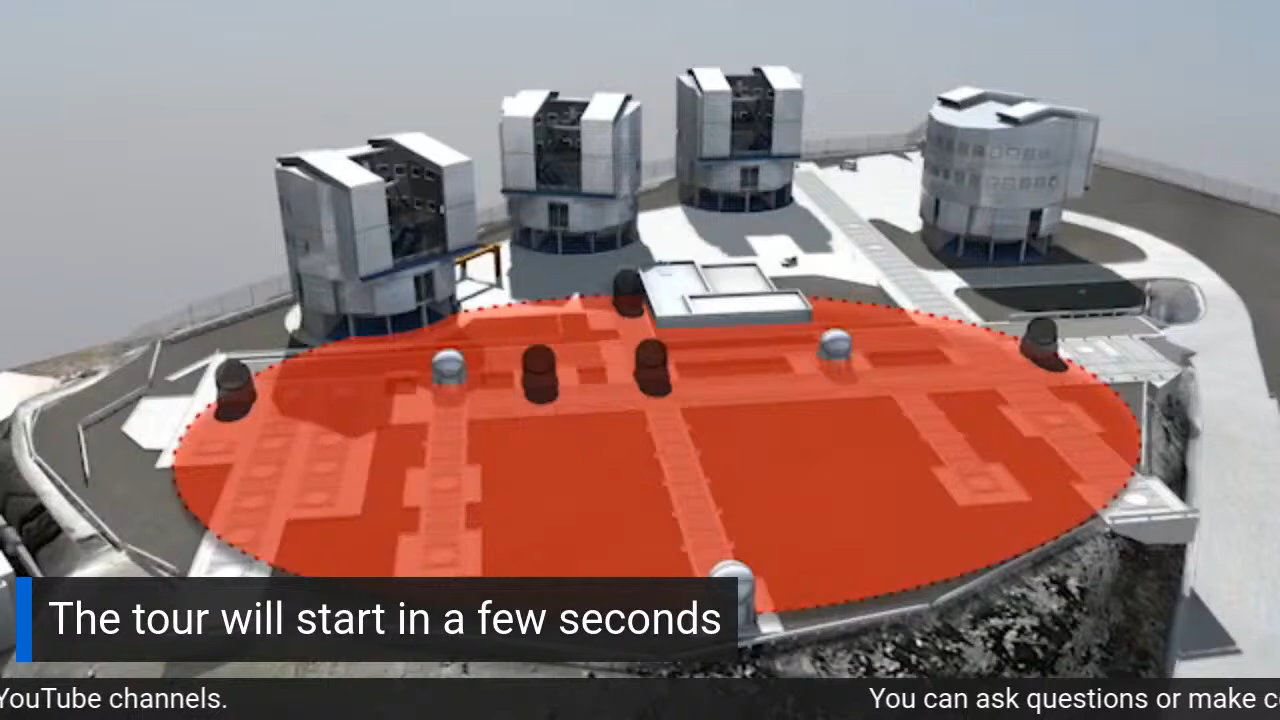 The tour will start in a few seconds
YouTube channels.
You can ask questions or make c